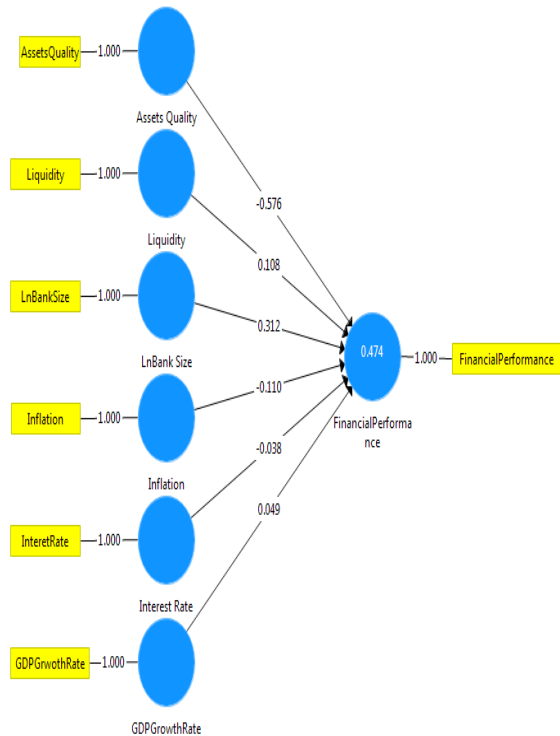 AssetsQuality
1.000
Assets Quality
-0.576
Liquidity
1.000
Liquidity
0.108
LnBankSize
1.000
LnBank Size
0.312
Inflation
1.000
Inflation
-0.110
InteretRate
1.000
Interest Rate
-0.038
GDPGrwothRate
1.000
GDPGrowthRate
0.049
0.474
FinancialPerforma
nce
1.000
FinancialPerformance